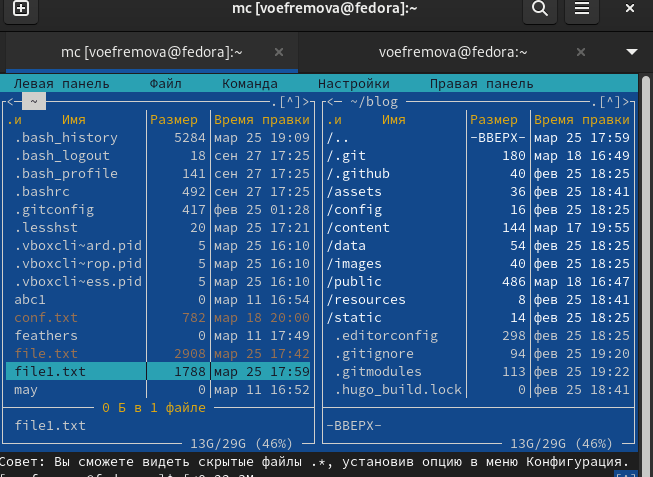 mc [voefremova@fedora]:~
mc [voefremova@fedora]:~ × voefremova@fedora:~ ×
Левая панель Файл Команда Настройки Правая панель
<─ ~ .[^]> <─ ~/blog .[^]>
.и Имя Размер Время правки .и Имя Размер Время правки
.bash_history 5284 мар 25 19:09 /.. -ВВЕРХ- мар 25 17:59
.bash_logout 18 сен 27 17:25 /.git 180 мар 18 16:49
.bash_profile 141 сен 27 17:25 /.github 40 фев 25 18:25
.bashrc 492 сен 27 17:25 /assets 36 фев 25 18:41
.gitconfig 417 фев 25 01:28 /config 16 фев 25 18:25
.lesshst 20 мар 25 17:21 /content 144 мар 17 19:55
.vboxcli~ard.pid 5 мар 25 16:10 /data 54 фев 25 18:25
.vboxcli~rop.pid 5 мар 25 16:10 /images 40 фев 25 18:25
.vboxcli~ess.pid 5 мар 25 16:10 /public 486 мар 18 16:47
abc1 0 мар 11 16:54 /resources 8 фев 25 18:41
conf.txt 782 мар 18 20:00 /static 14 фев 25 18:25
feathers 0 мар 11 17:49 .editorconfig 298 фев 25 18:25
file.txt 2908 мар 25 17:42 .gitignore 94 фев 25 19:20
file1.txt 1788 мар 25 17:59 .gitmodules 113 фев 25 19:22
may 0 мар 11 16:52 .hugo_build.lock 0 фев 25 18:41
0 Б в 1 файле
file1.txt -ВВЕРХ-
13G/29G (46%) 13G/29G (46%)
Совет: Вы сможете видеть скрытые файлы .*, установив опцию в меню Конфигурация.